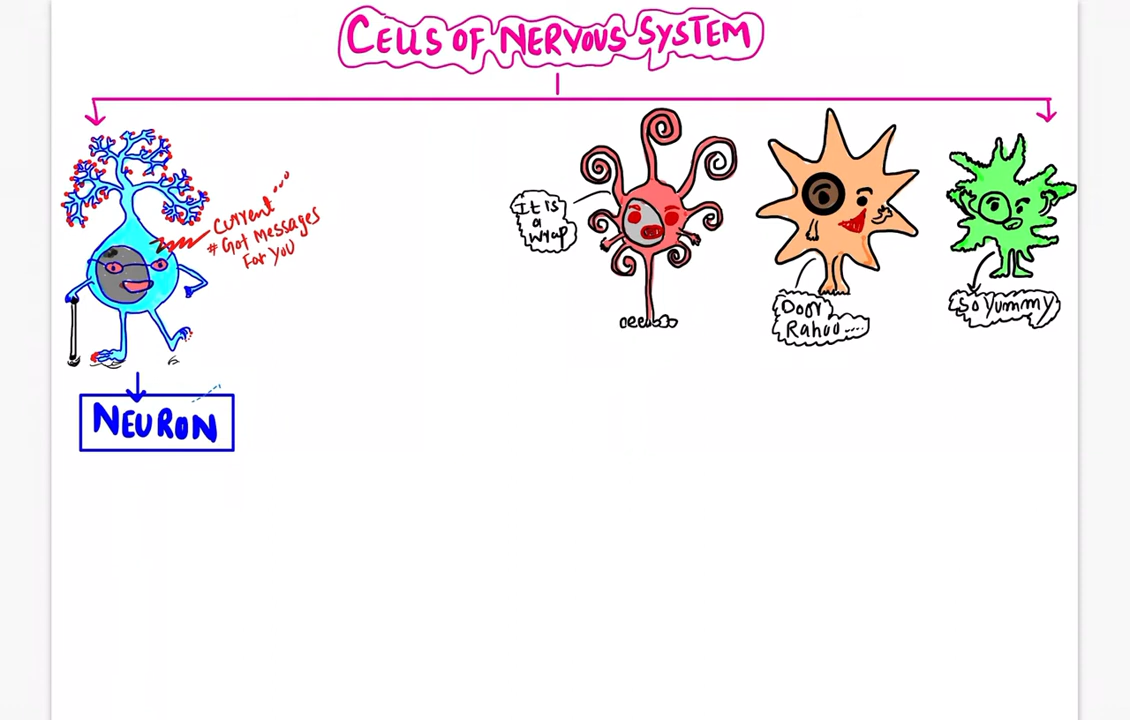 CELLS OF NERVOUS SYSTEM
Current...
# Got Messages
For You
It is
a
wrap
Door
Rahoo....
So Yummy
NEURON